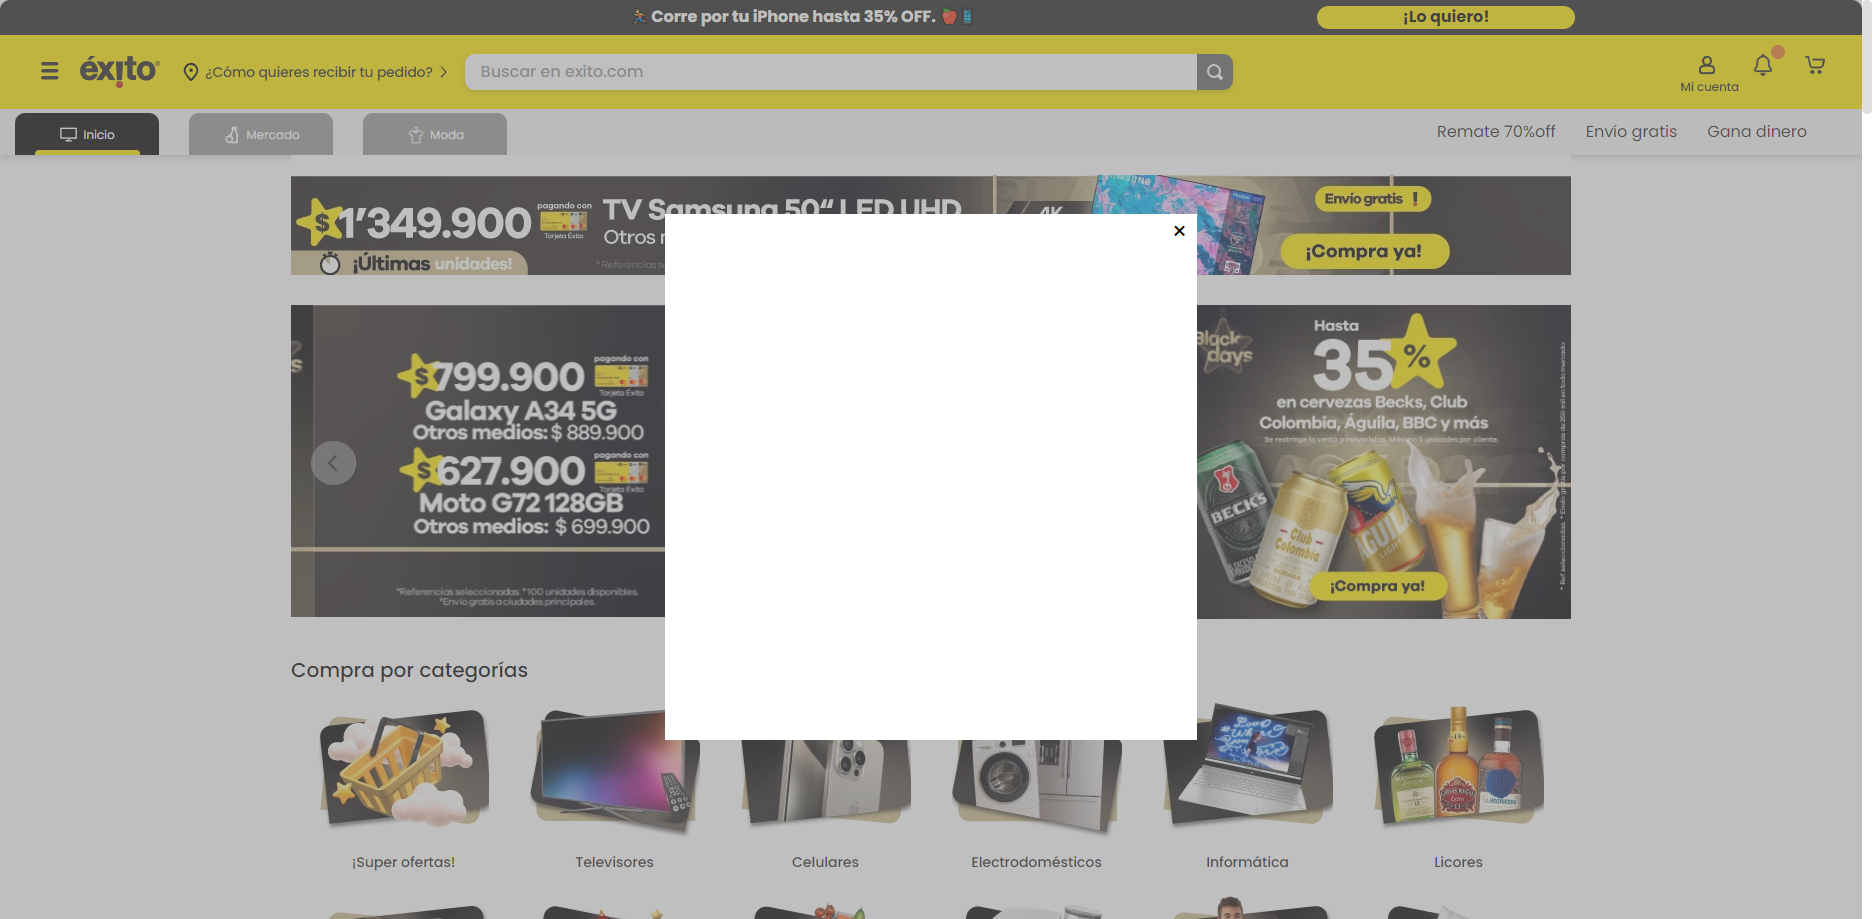 Corre por tu iPhone hasta 35% OFF.
¡Lo quiero!
éxito
¿Cómo quieres recibir tu pedido?
Buscar en exito.com
Mi cuenta
Inicio
Mercado
Moda
Remate 70%off
Envío gratis
Gana dinero
$1'349.900
pagando con
Tarjeta Éxito
¡Últimas unidades!
TV Samsung 50“ LED UHD
Otros
4K
Envío gratis !
¡Compra ya!
$799.900
pagando con
Tarjeta Éxito
Galaxy A34 5G
Otros medios: $ 889.900
$627.900
pagando con
Tarjeta Éxito
Moto G72 128GB
Otros medios: $ 699.900
*Referencias seleccionadas. *100 unidades disponibles.
*Envío gratis a ciudades principales.
Black
days
Hasta
35%
en cervezas Becks, Club
Colombia, Águila, BBC y más
Se restringe la venta a mayoristas. Máximo 6 unidades por cliente.
BECK'S
Club
Colombia
DORADA
AGUILA
LIGHT
¡Compra ya!
Compra por categorías
¡Super ofertas!
Televisores
Celulares
Electrodomésticos
Informática
Licores